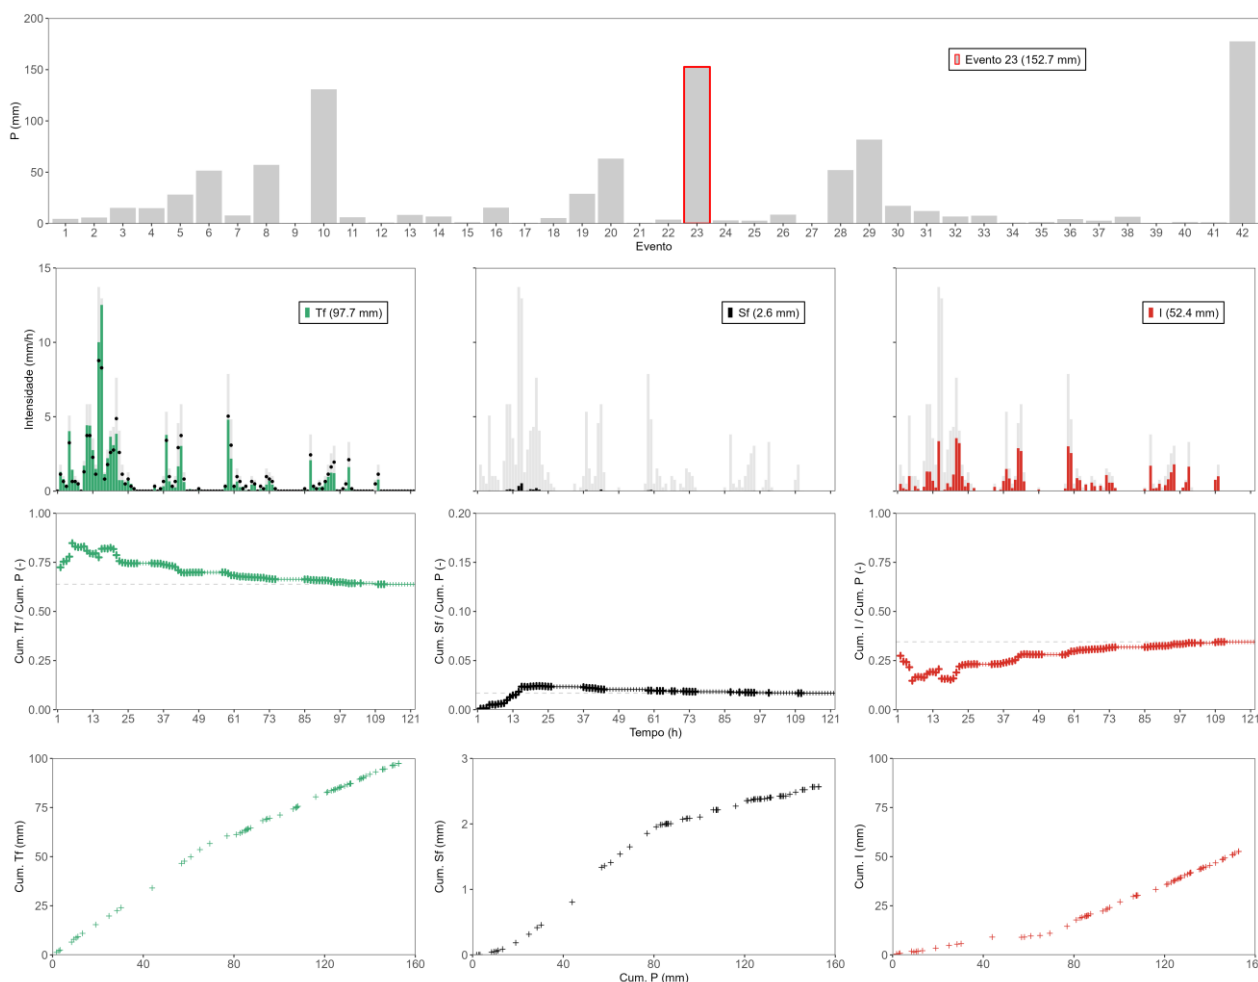 200
150
100
50
0
P (mm)
Evento 23 (152.7 mm)
1 2 3 4 5 6 7 8 9 10 11 12 13 14 15 16 17 18 19 20 21 22 23 24 25 26 27 28 29 30 31 32 33 34 35 36 37 38 39 40 41 42
Evento
15
10
5
0
Intensidade (mm/h)
Tf (97.7 mm)
Sf (2.6 mm)
I (52.4 mm)
1.00
0.75
0.50
0.25
0.00
Cum. Tf / Cum. P (-)
1 13 25 37 49 61 73 85 97 109 121
0.20
0.15
0.10
0.05
0.00
Cum. Sf / Cum. P (-)
1 13 25 37 49 61 73 85 97 109 121
Tempo (h)
1.00
0.75
0.50
0.25
0.00
Cum. I / Cum. P (-)
1 13 25 37 49 61 73 85 97 109 121
100
75
50
25
0
Cum. Tf (mm)
0 40 80 120 160
3
2
1
0
Cum. Sf (mm)
0 40 80 120 160
Cum. P (mm)
100
75
50
25
0
Cum. I (mm)
0 40 80 120 160